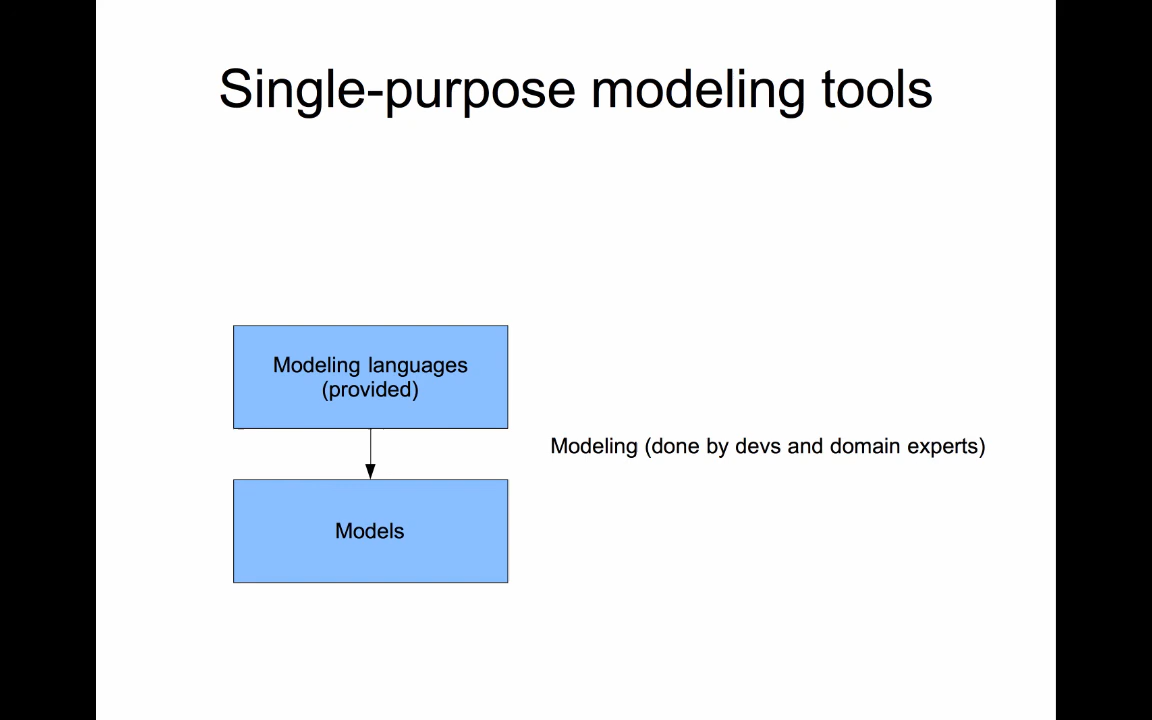 Single-purpose modeling tools
Modeling languages
(provided)
Modeling (done by devs and domain experts)
Models